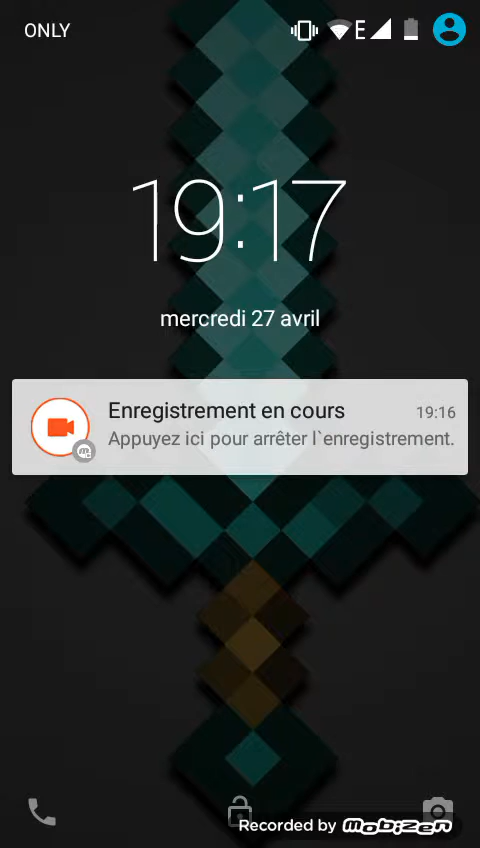 ONLY
E
19:17
mercredi 27 avril
Enregistrement en cours
19:16
Appuyez ici pour arrêter l`enregistrement.
Recorded by Mobizen